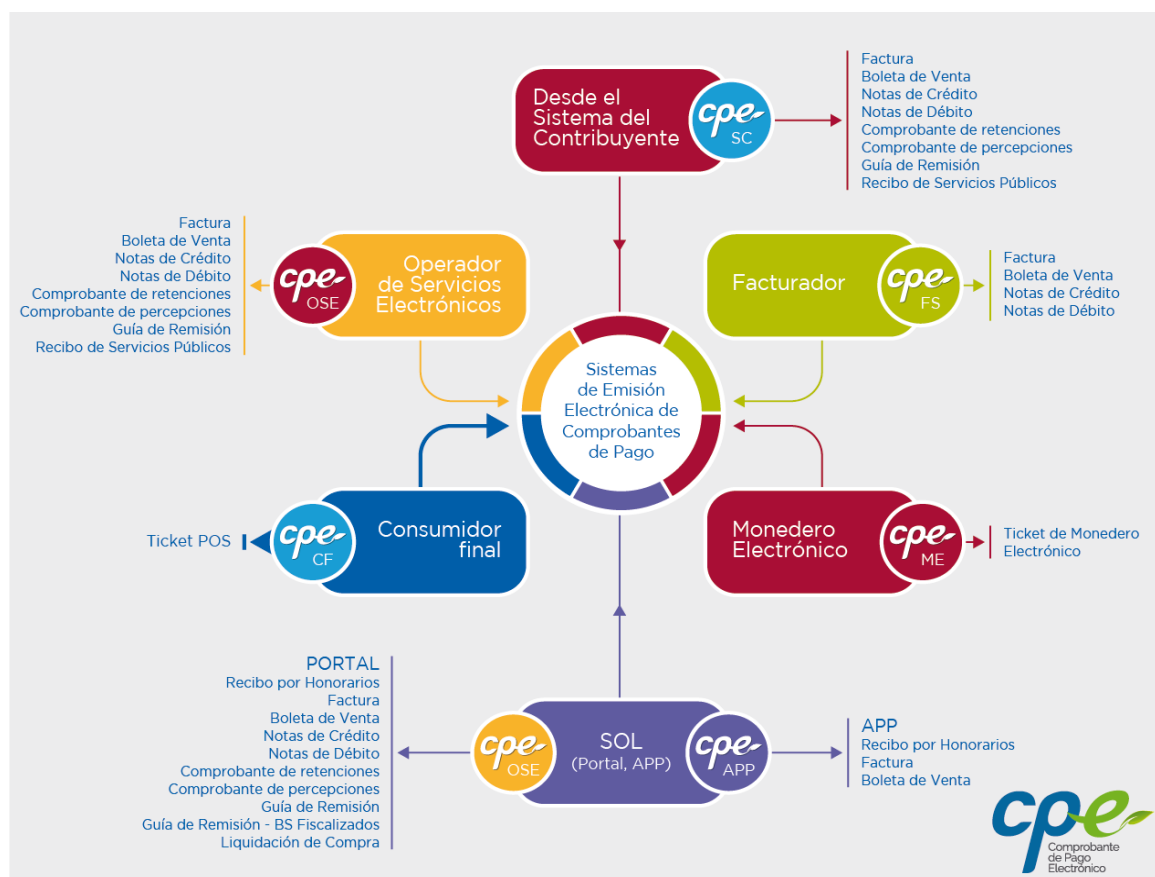 Desde el
Sistema del
Contribuyente
cpe
SC
Factura
Boleta de Venta
Notas de Crédito
Notas de Débito
Comprobante de retenciones
Comprobante de percepciones
Guía de Remisión
Recibo de Servicios Públicos
Factura
Boleta de Venta
Notas de Crédito
Notas de Débito
Comprobante de retenciones
Comprobante de percepciones
Guía de Remisión
Recibo de Servicios Públicos
cpe
OSE
Operador
de Servicios
Electrónicos
Facturador
cpe
FS
Factura
Boleta de Venta
Notas de Crédito
Notas de Débito
Sistemas
de Emisión
Electrónica de
Comprobantes
de Pago
Ticket POS
cpe
CF
Consumidor
final
Monedero
Electrónico
cpe
ME
Ticket de Monedero
Electrónico
PORTAL
Recibo por Honorarios
Factura
Boleta de Venta
Notas de Crédito
Notas de Débito
Comprobante de retenciones
Comprobante de percepciones
Guía de Remisión
Guía de Remisión - BS Fiscalizados
Liquidación de Compra
cpe
OSE
SOL
(Portal, APP)
cpe
APP
APP
Recibo por Honorarios
Factura
Boleta de Venta
cpe
Comprobante
de Pago
Electrónico